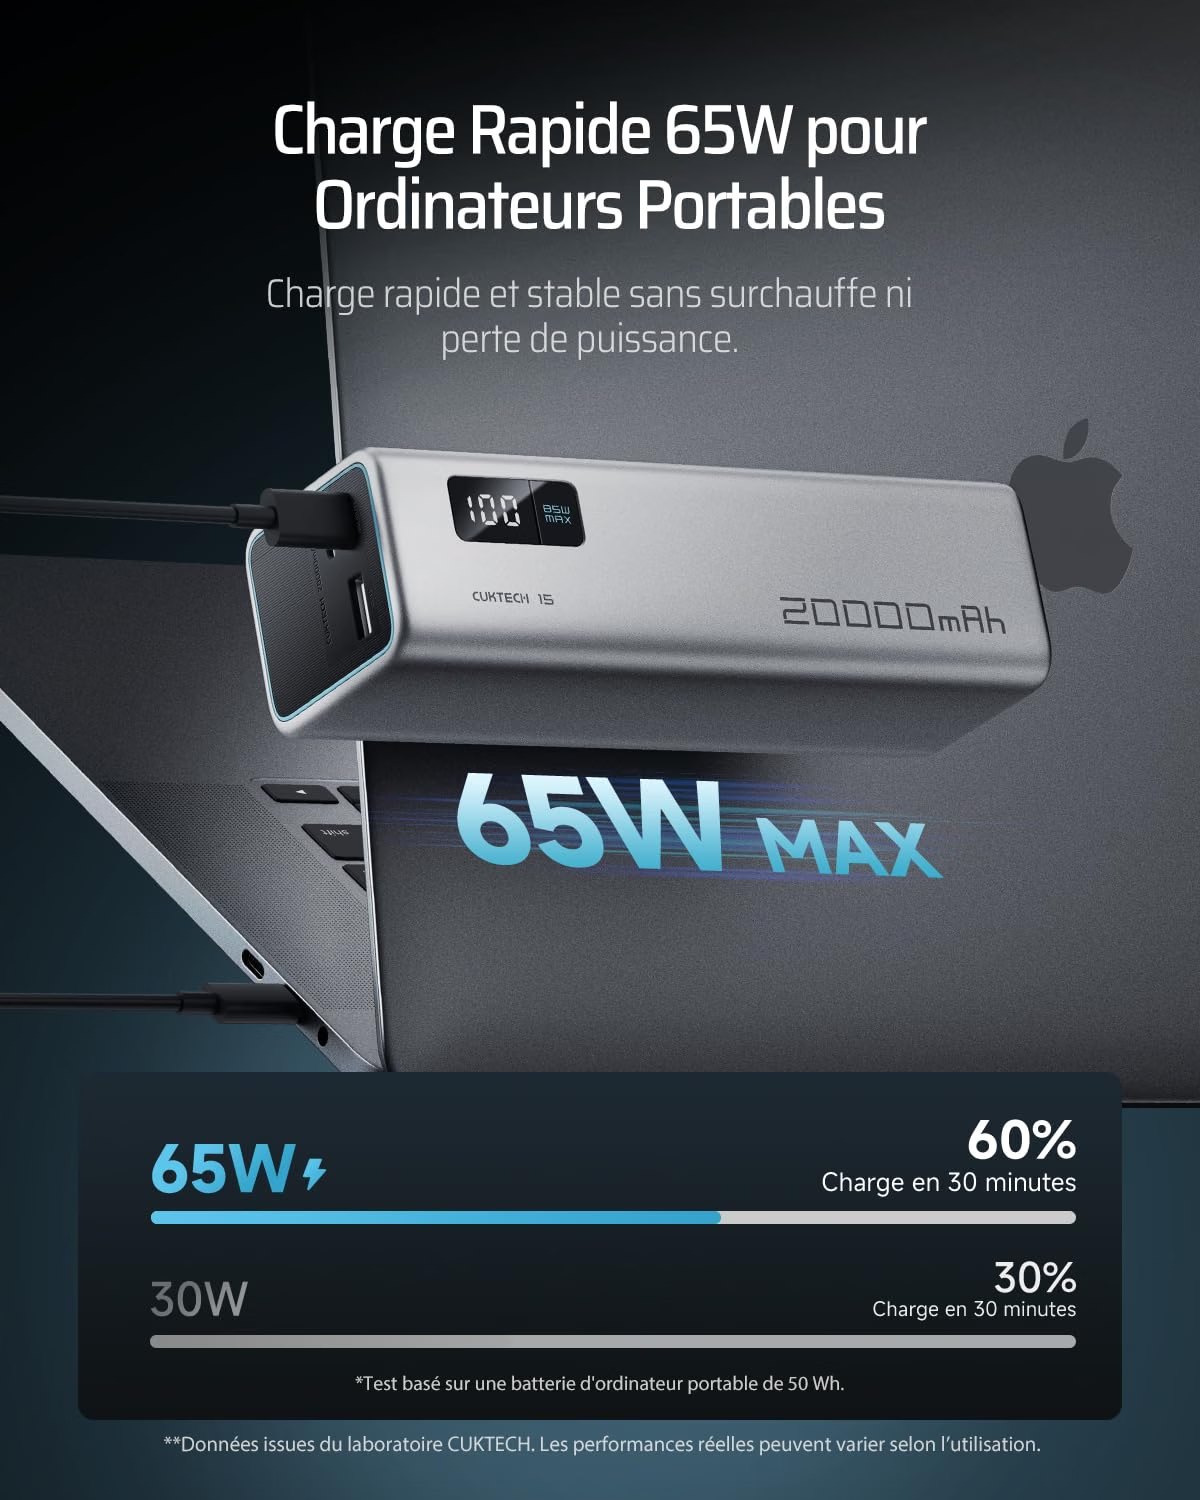 Charge Rapide 65W pour
Ordinateurs Portables
Charge rapide et stable sans surchauffe ni
perte de puissance.
100
85W
MAX
CUKTECH 15
20000mAh
65W MAX
shift
65W
60%
Charge en 30 minutes
30W
30%
Charge en 30 minutes
*Test basé sur une batterie d'ordinateur portable de 50 Wh.
**Données issues du laboratoire CUKTECH. Les performances réelles peuvent varier selon l’utilisation.